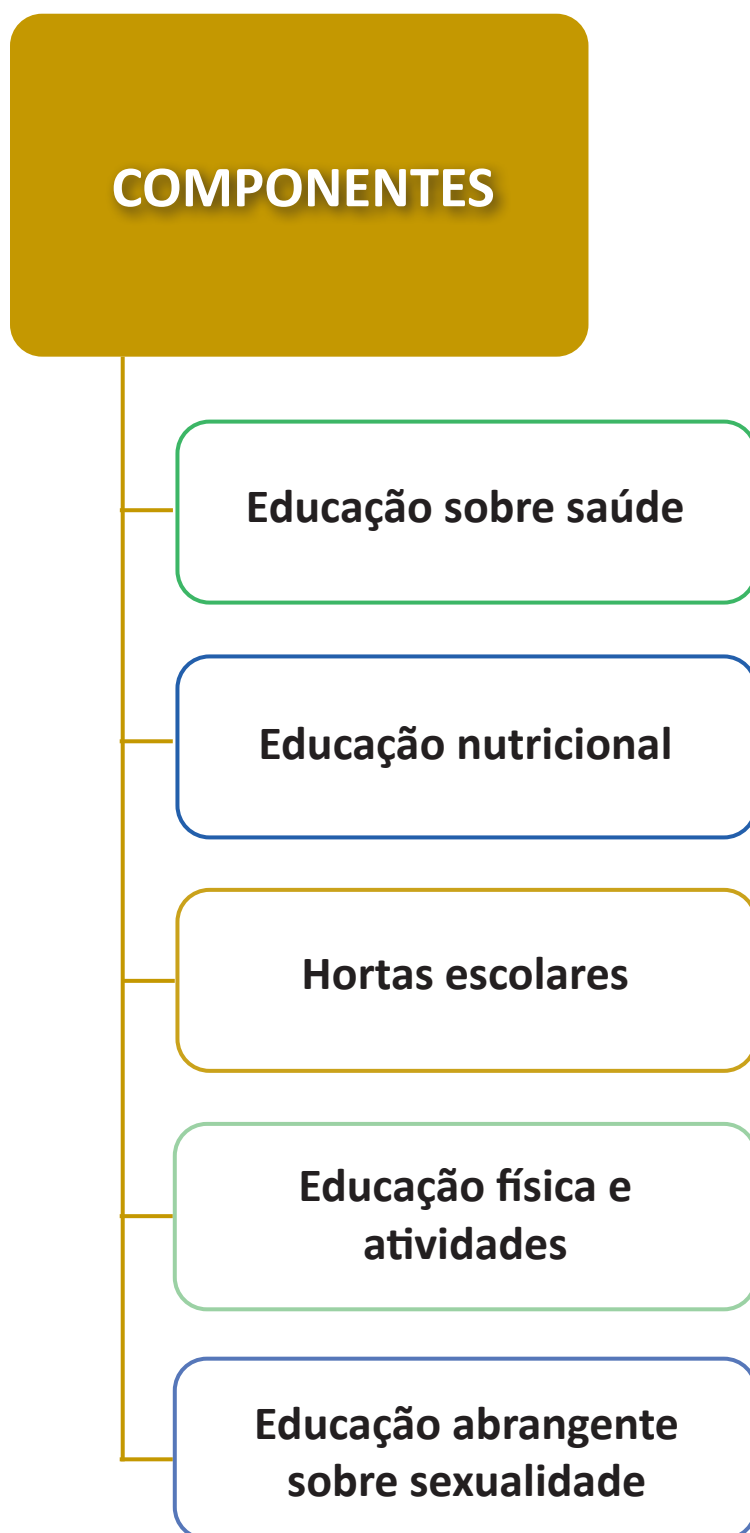 COMPONENTES
Educação sobre saúde
Educação nutricional
Hortas escolares
Educação física e
atividades
Educação abrangente
sobre sexualidade